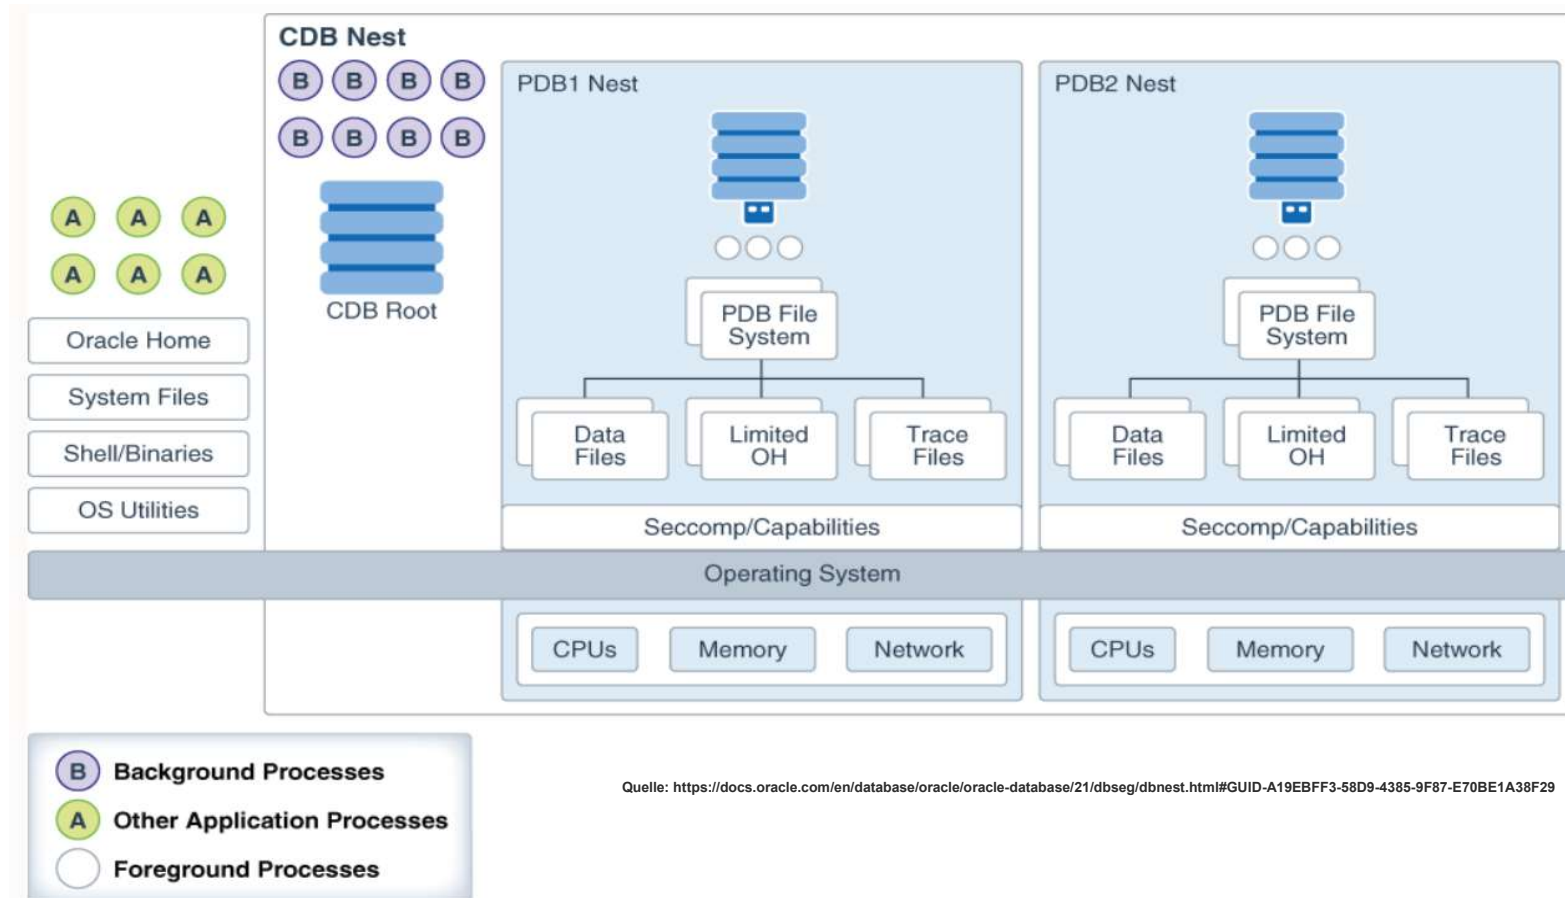 CDB Nest
B B B B
B B B B
CDB Root
A A A
A A A
Oracle Home
System Files
Shell/Binaries
OS Utilities
PDB1 Nest
PDB File
System
Data
Files
Limited
OH
Trace
Files
Seccomp/Capabilities
PDB2 Nest
PDB File
System
Data
Files
Limited
OH
Trace
Files
Seccomp/Capabilities
Operating System
CPUs
Memory
Network
CPUs
Memory
Network
B Background Processes
A Other Application Processes
Foreground Processes
Quelle: https://docs.oracle.com/en/database/oracle/oracle-database/21/dbseg/dbnest.html#GUID-A19EBFF3-58D9-4385-9F87-E70BE1A38F29